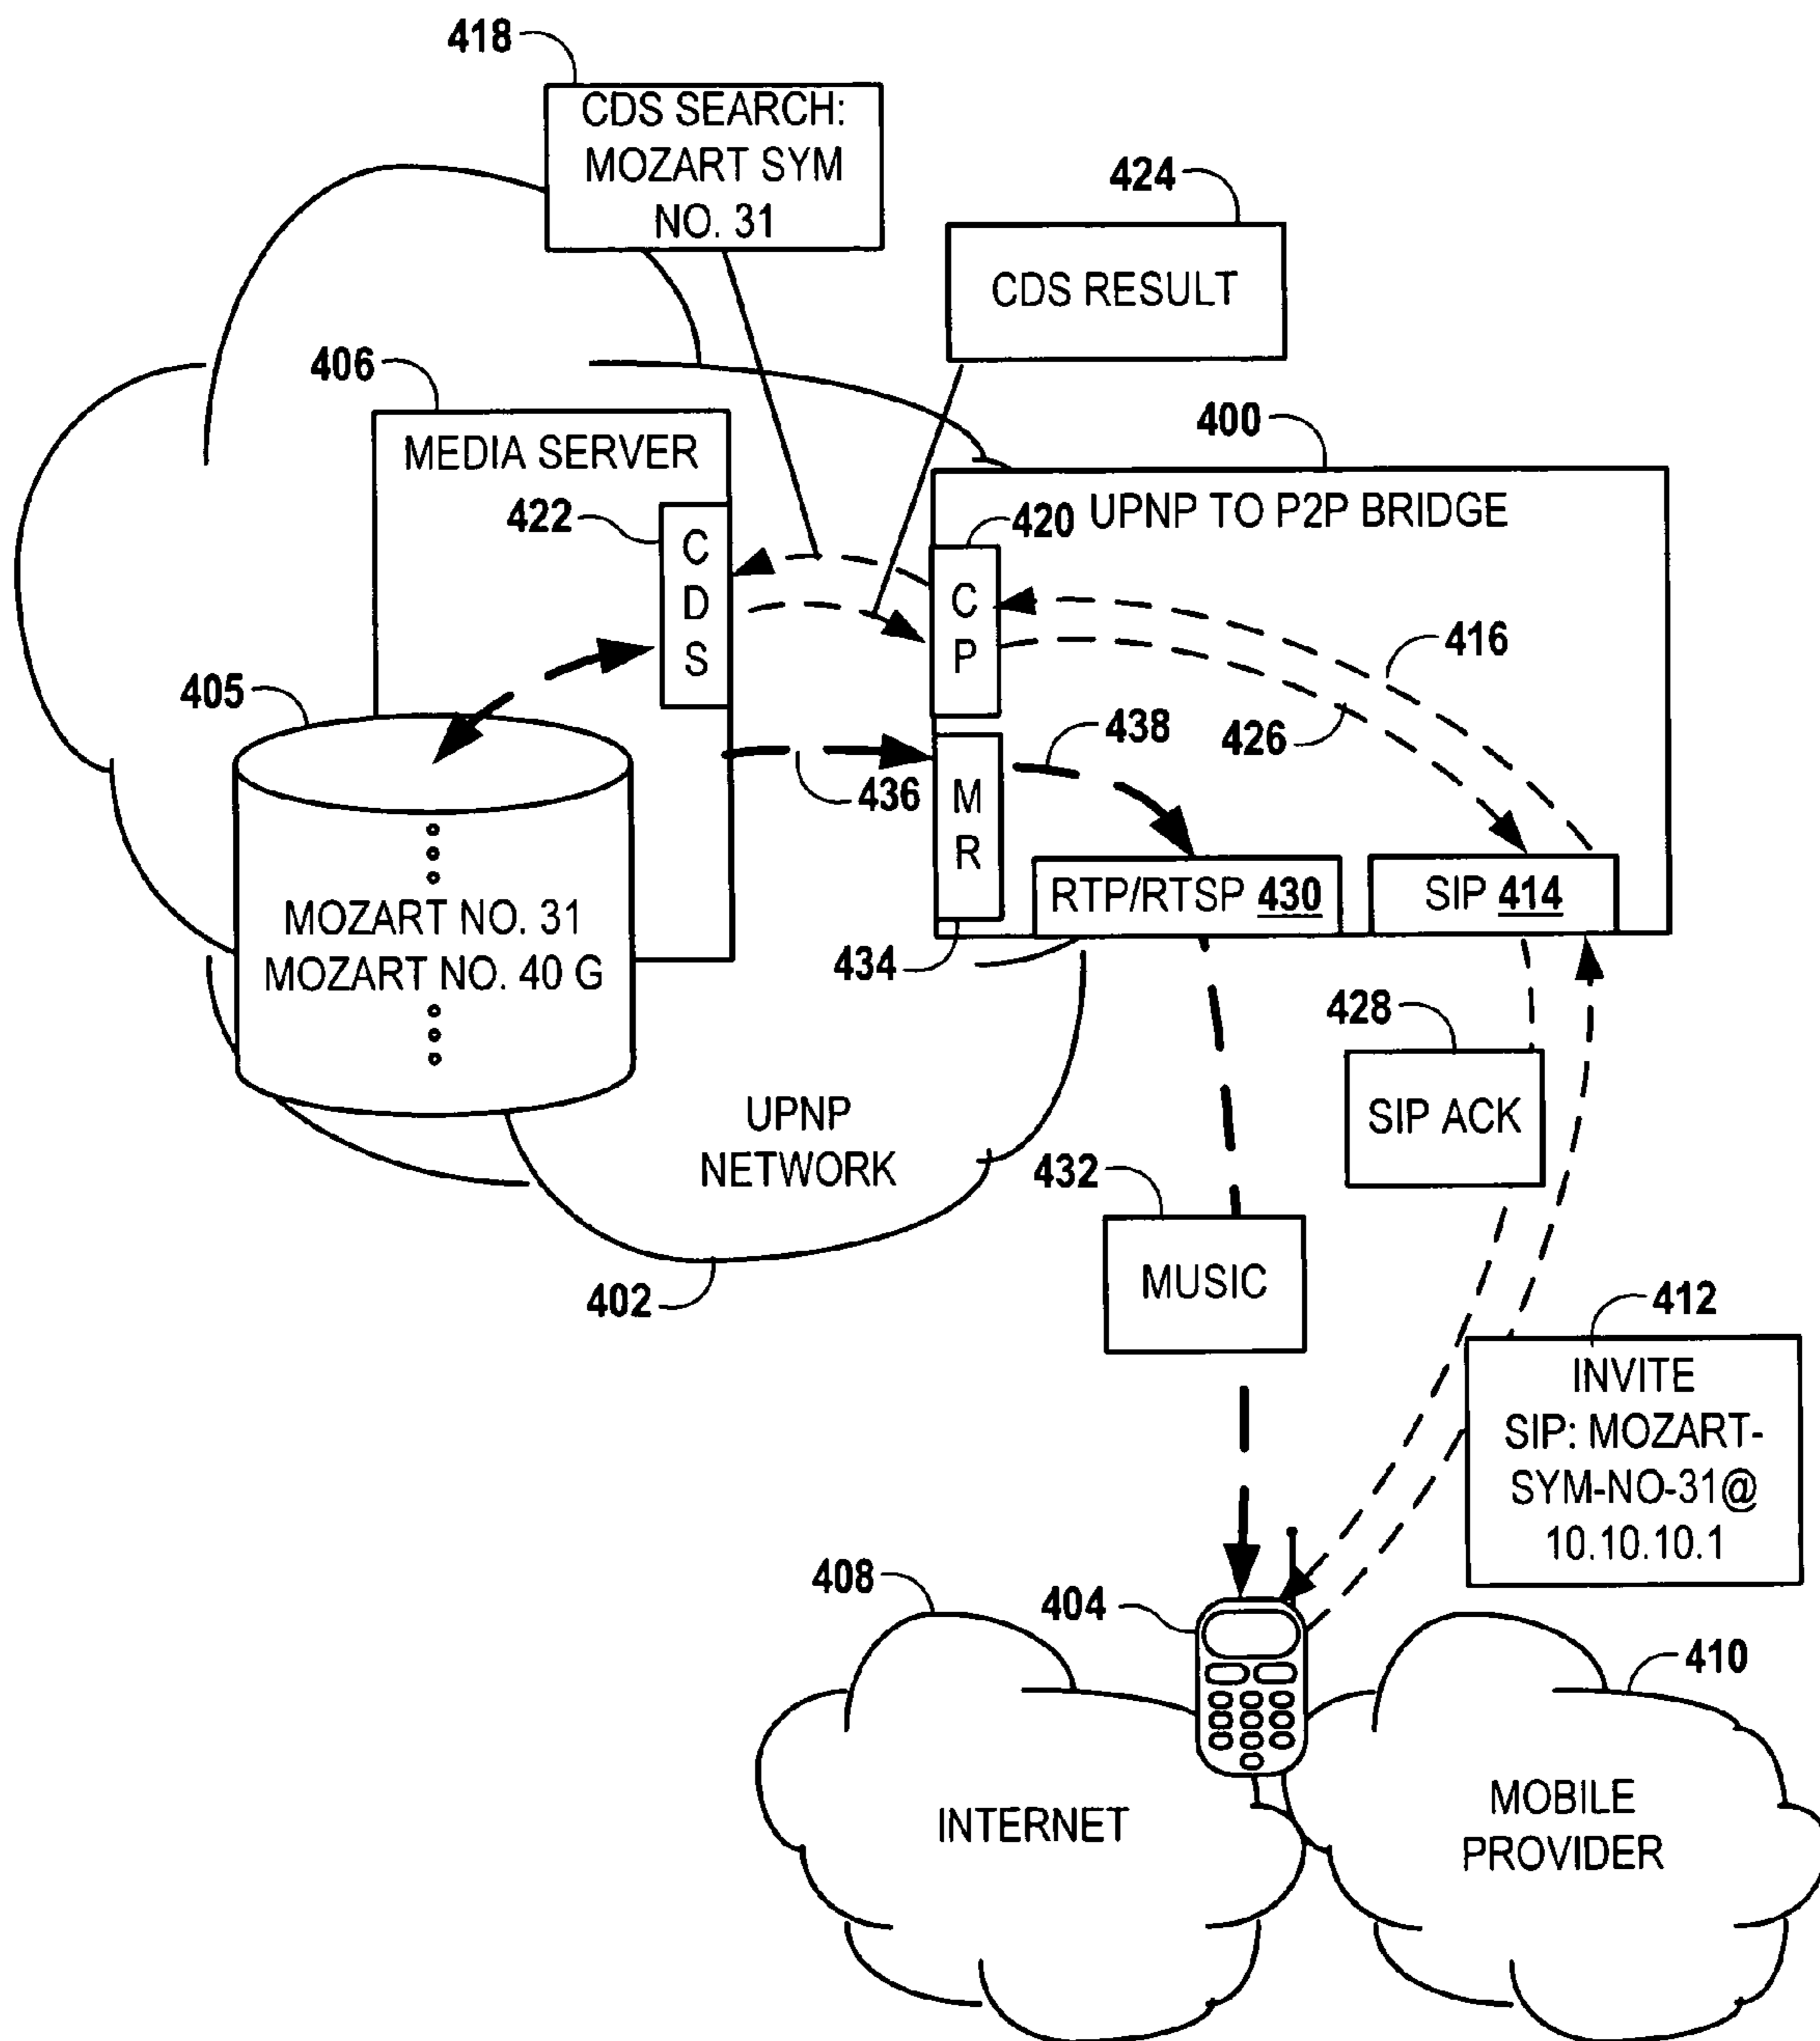 418
CDS SEARCH:
MOZART SYM
NO. 31
424
CDS RESULT
406
MEDIA SERVER
400
UPNP TO P2P BRIDGE
422
C
D
S
420
C
P
416
426
405
438
436
M
R
434
RTP/RTSP 430
SIP 414
MOZART NO. 31
MOZART NO. 40 G
UPNP
NETWORK
402
428
SIP ACK
432
MUSIC
412
INVITE
SIP: MOZART-
SYM-NO-31@
10.10.10.1
408
404
410
INTERNET
MOBILE
PROVIDER